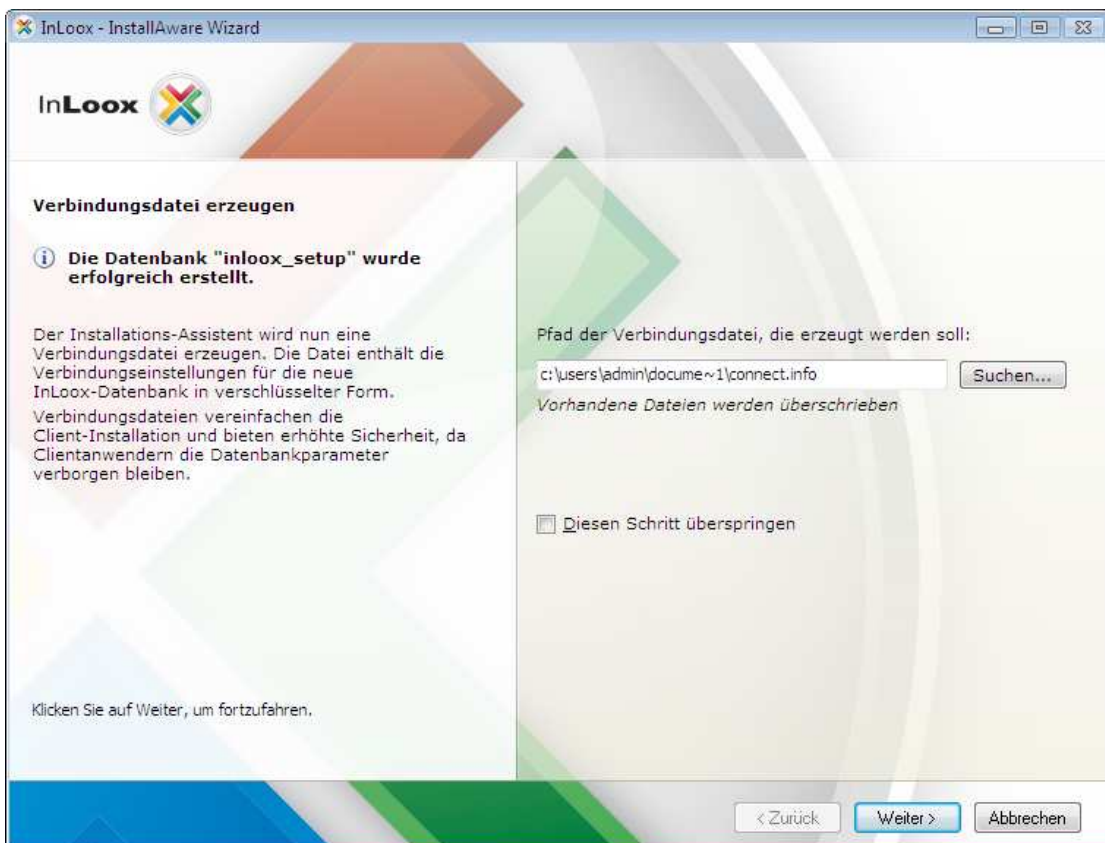 InLoox - InstallAware Wizard
InLoox
Verbindungsdatei erzeugen
Die Datenbank "inloox_setup" wurde
erfolgreich erstellt.
Der Installations-Assistent wird nun eine
Verbindungsdatei erzeugen. Die Datei enthält die
Verbindungseinstellungen für die neue
InLoox-Datenbank in verschlüsselter Form.
Verbindungsdateien vereinfachen die
Client-Installation und bieten erhöhte Sicherheit, da
Clientanwendern die Datenbankparameter
verborgen bleiben.
Klicken Sie auf Weiter, um fortzufahren.
Pfad der Verbindungsdatei, die erzeugt werden soll:
c:\users\admin\docume~1\connect.info
Suchen...
Vorhandene Dateien werden überschrieben
Diesen Schritt überspringen
< Zurück
Weiter >
Abbrechen